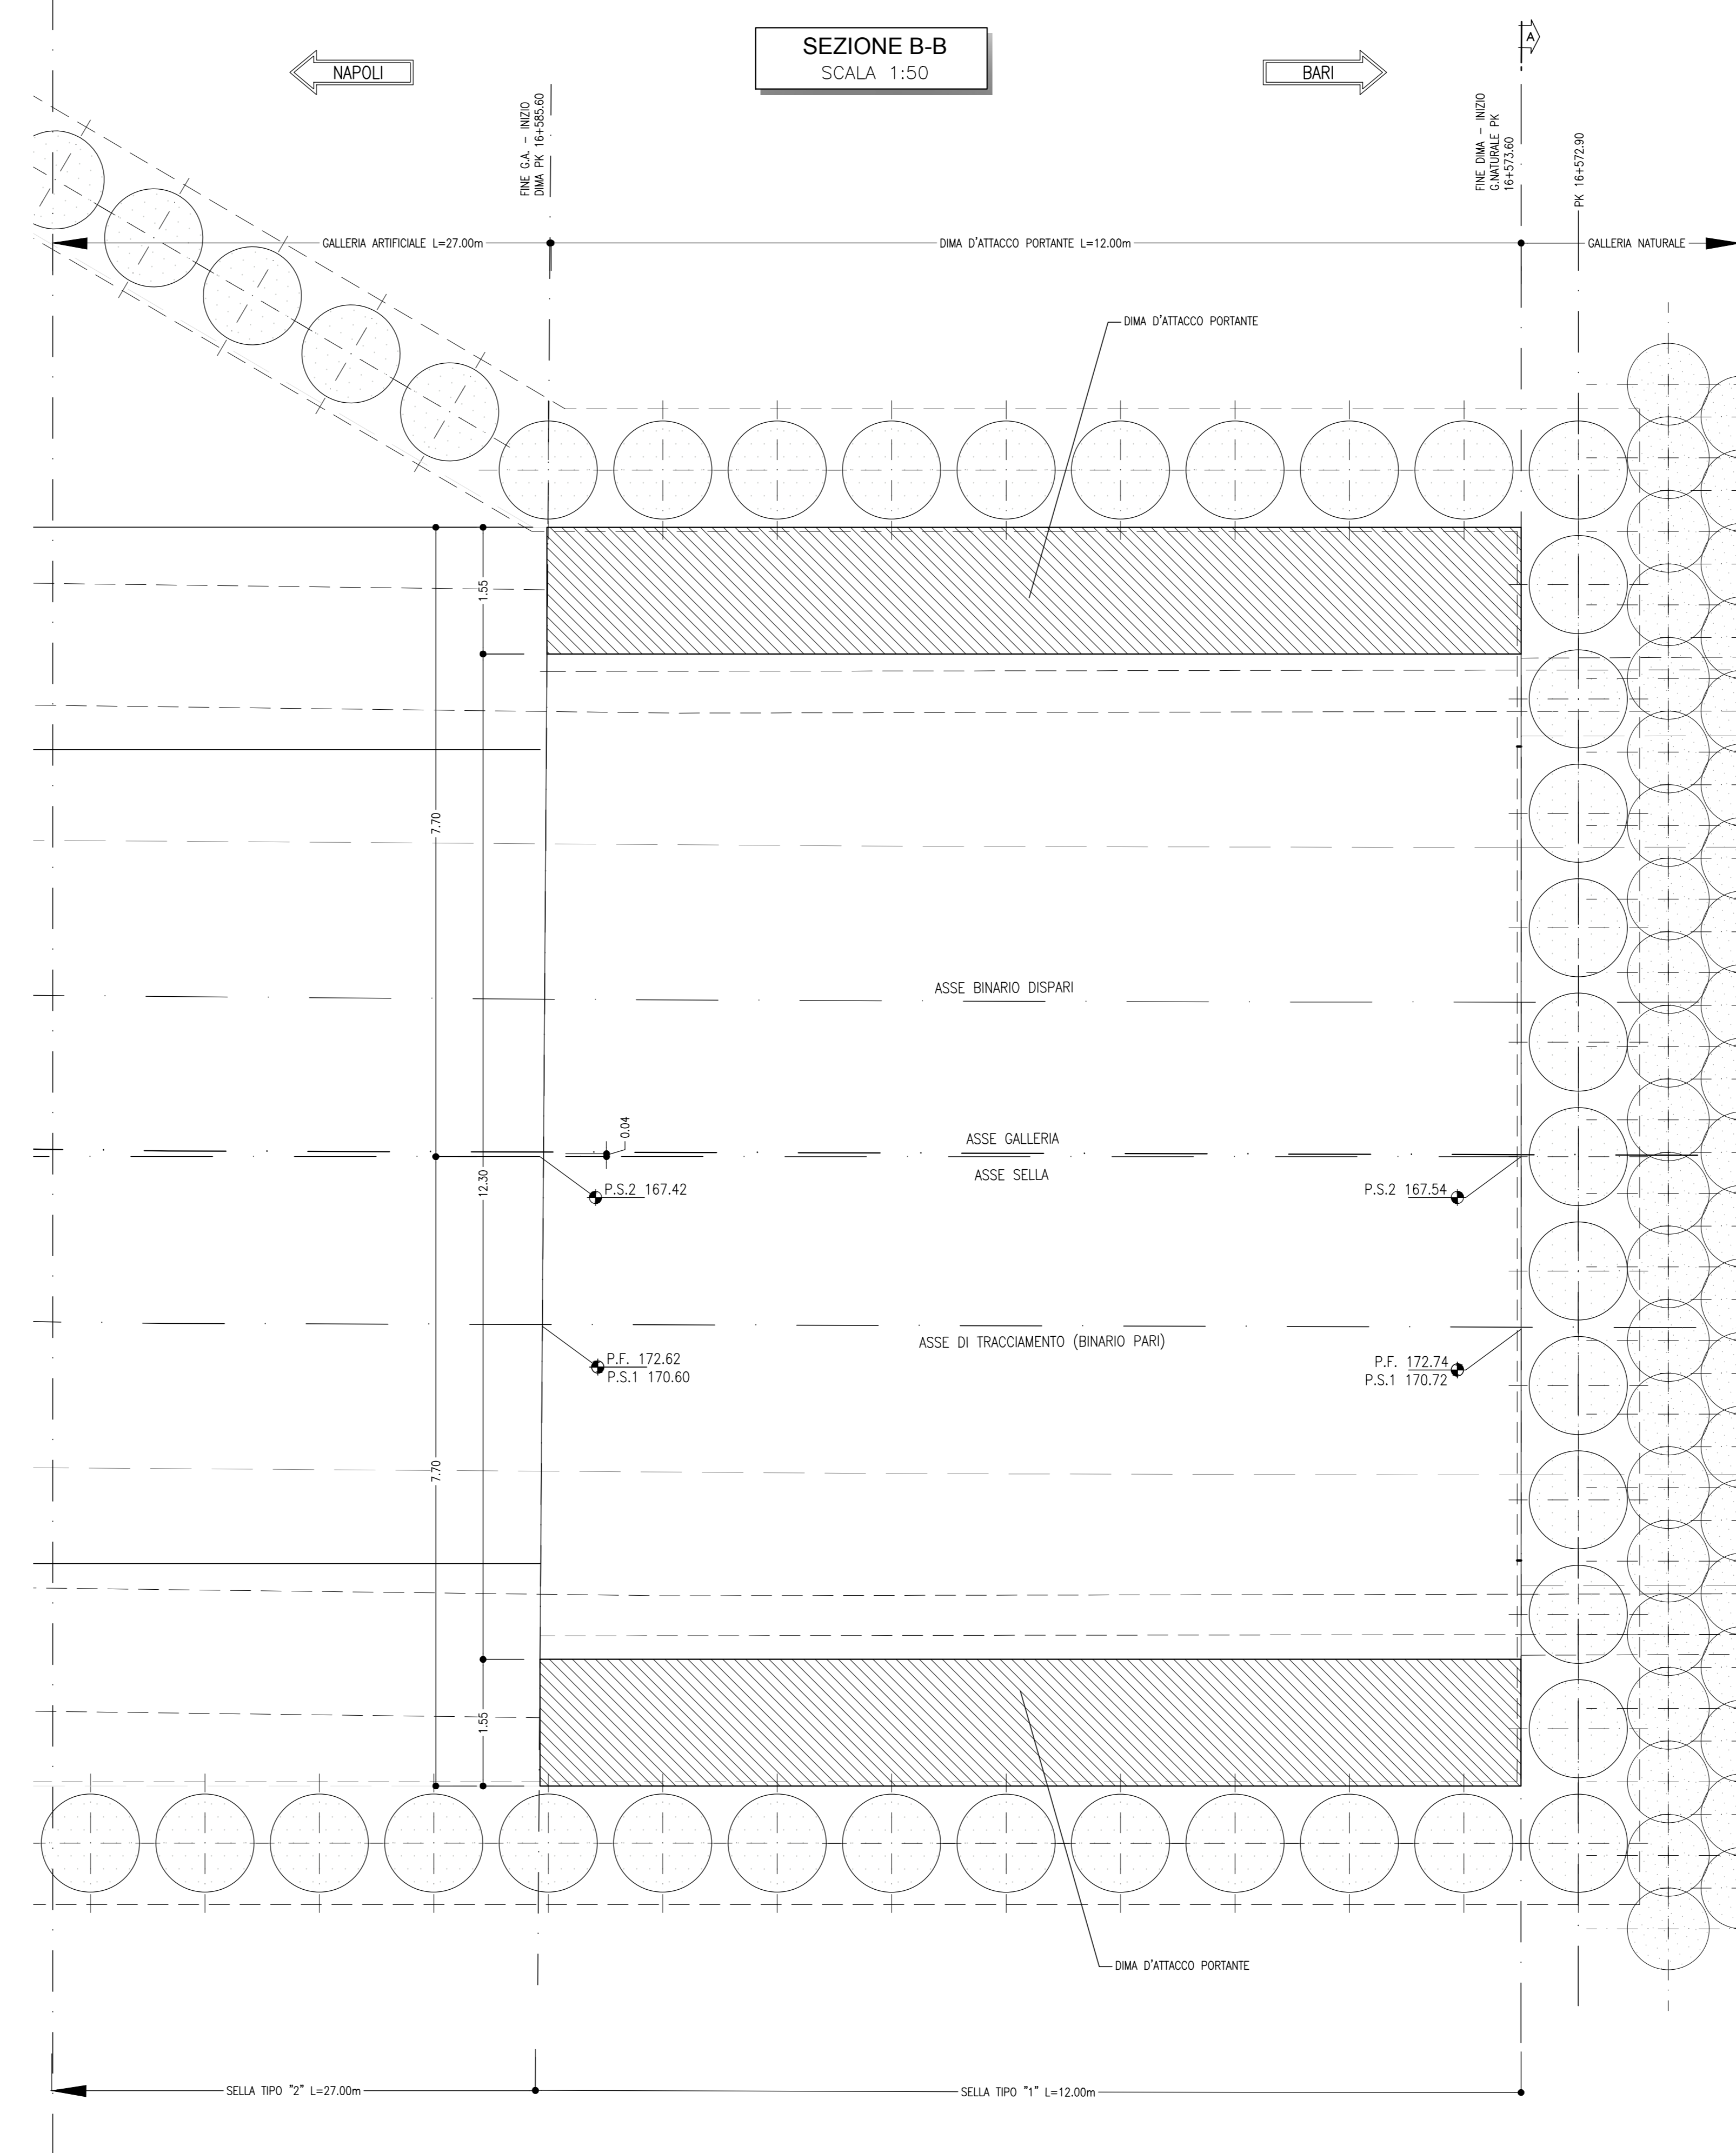 SEZIONE B-B
SCALA 1:50
NAPOLI
BARI
A
FINE G.A. - INIZIO
DIMA PK 16+585.60
FINE DIMA - INIZIO
G.NATURALE PK
16+573.60
PK 16+572.90
GALLERIA ARTIFICIALE L=27.00m
DIMA D'ATTACCO PORTANTE L=12.00m
GALLERIA NATURALE
DIMA D'ATTACCO PORTANTE
1.55
7.70
ASSE BINARIO DISPARI
0.04
ASSE GALLERIA
ASSE SELLA
12.30
P.S.2 167.42
P.S.2 167.54
ASSE DI TRACCIAMENTO (BINARIO PARI)
P.F. 172.62
P.S.1 170.60
P.F. 172.74
P.S.1 170.72
7.70
1.55
DIMA D'ATTACCO PORTANTE
SELLA TIPO "2" L=27.00m
SELLA TIPO "1" L=12.00m